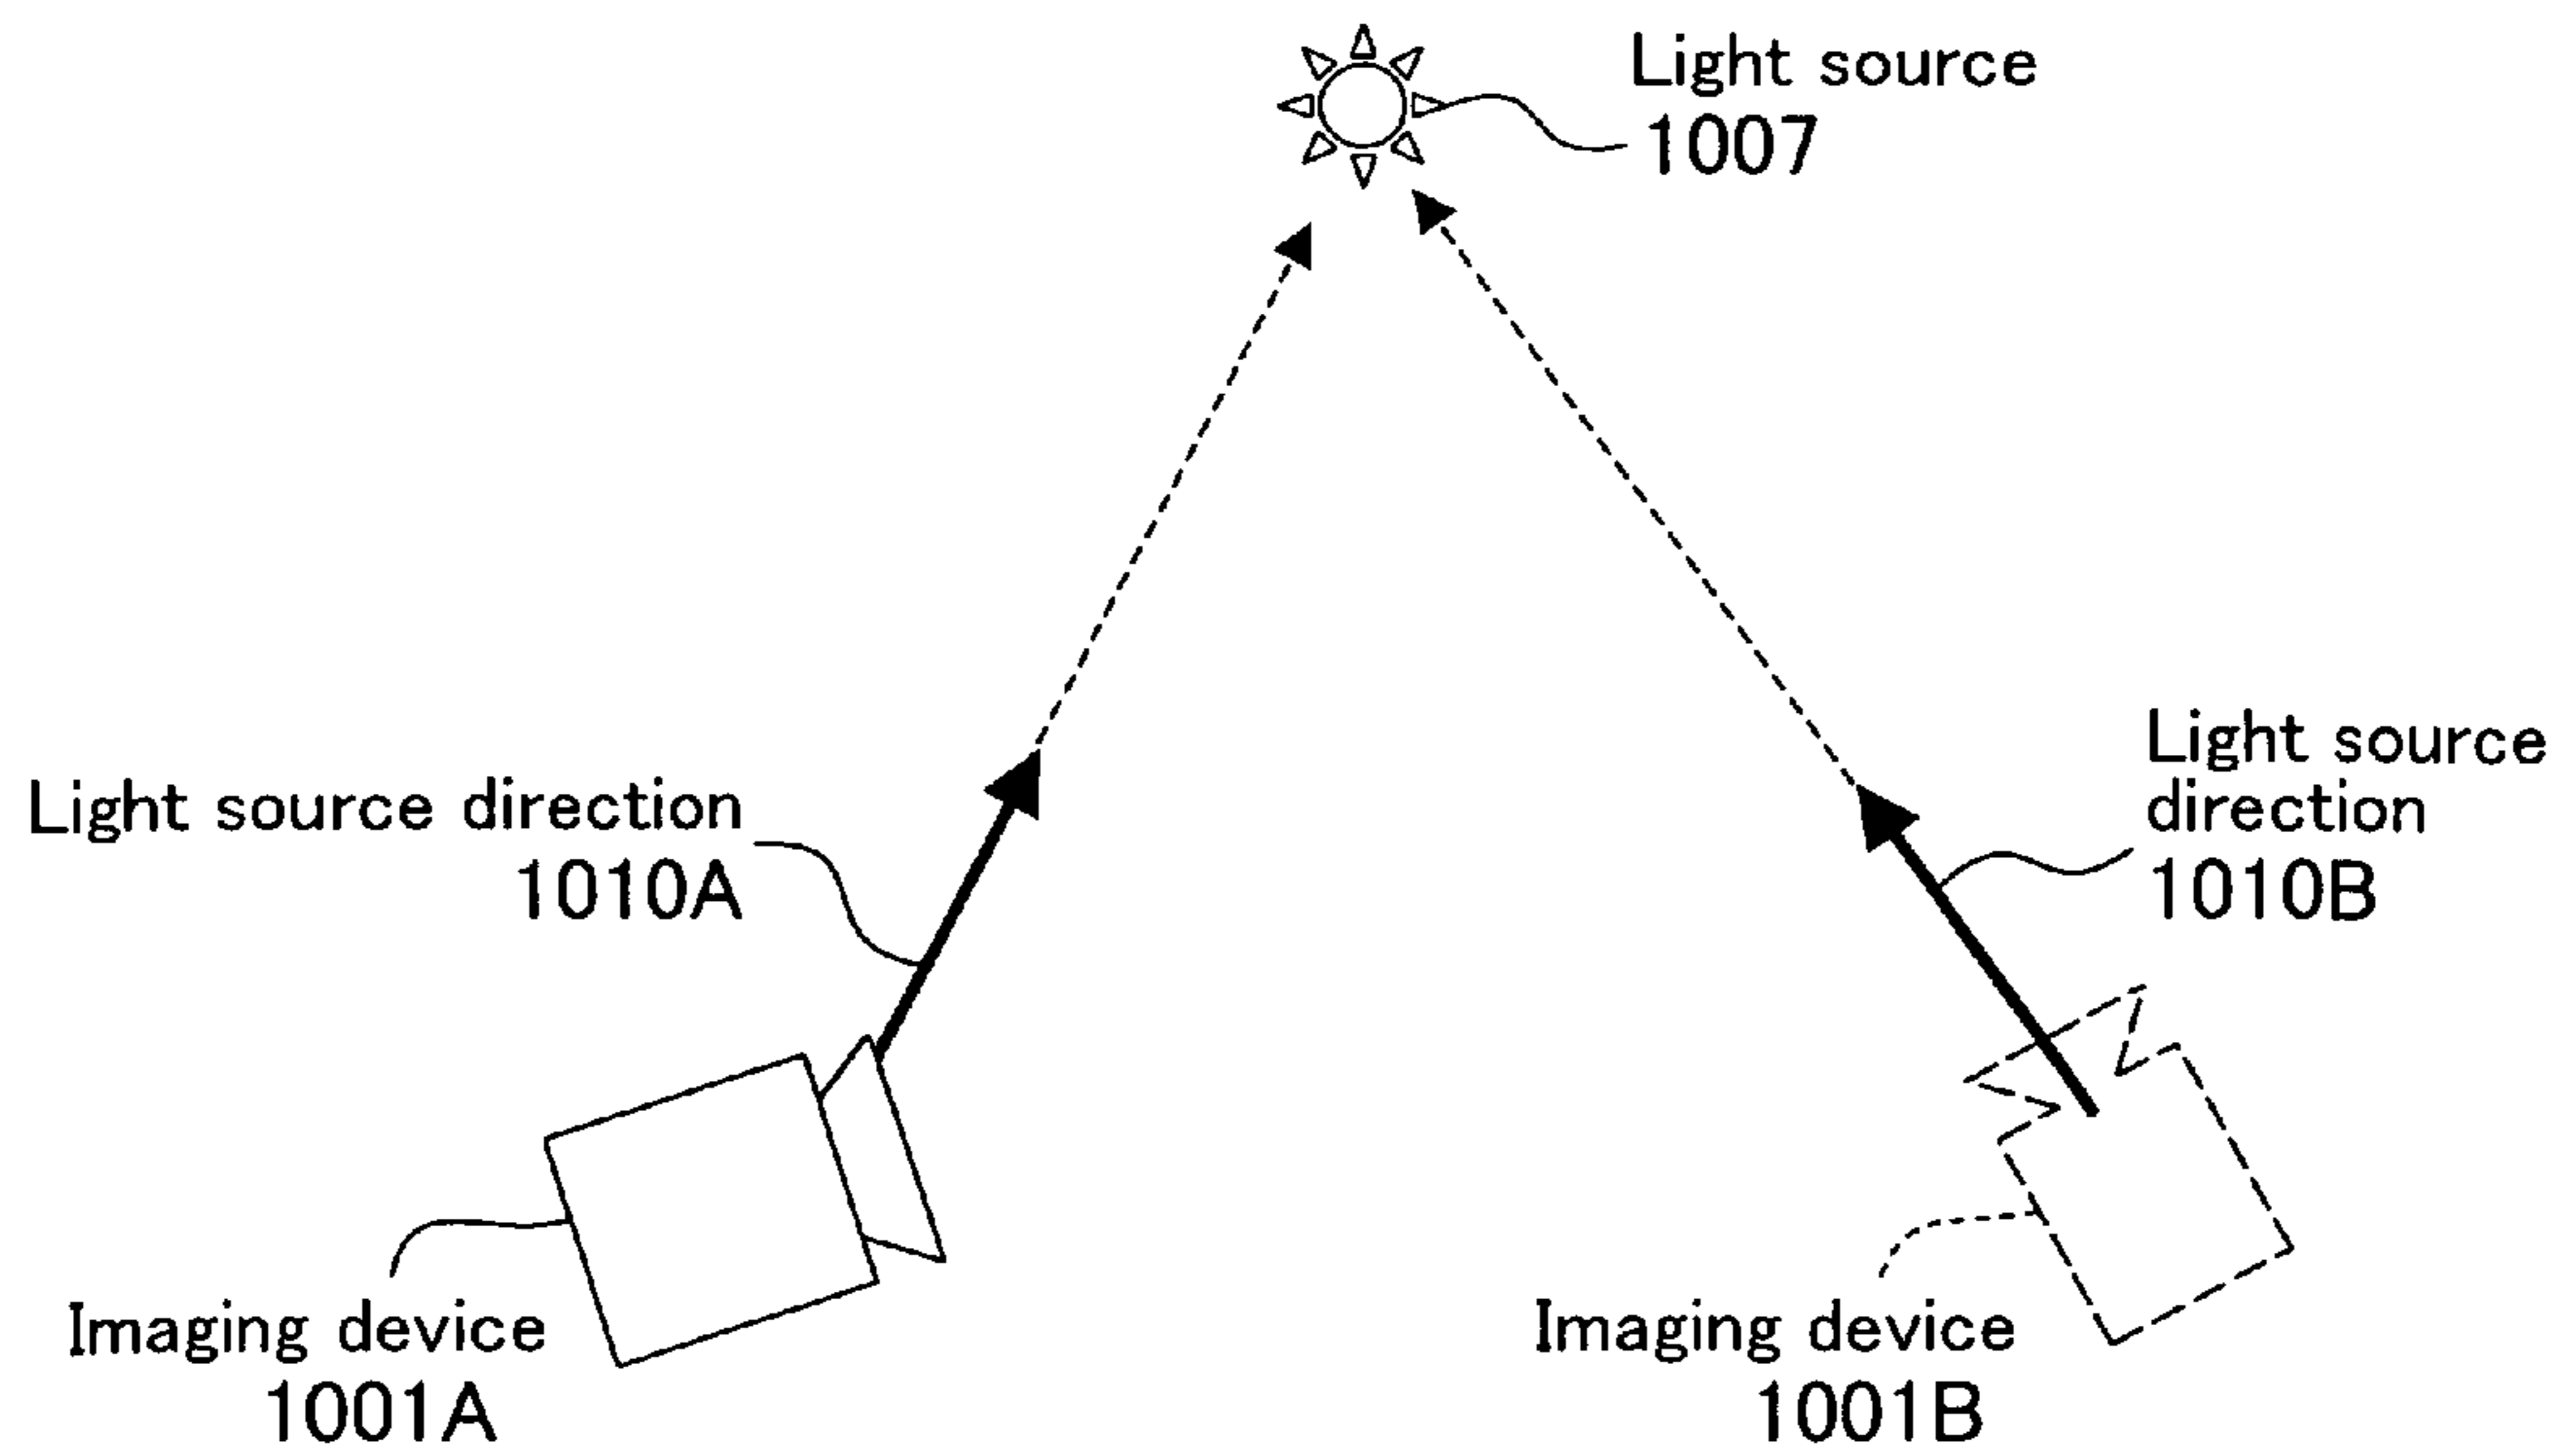 Light source
1007
Light source direction
1010A
Light source
direction
1010B
Imaging device
1001A
Imaging device
1001B